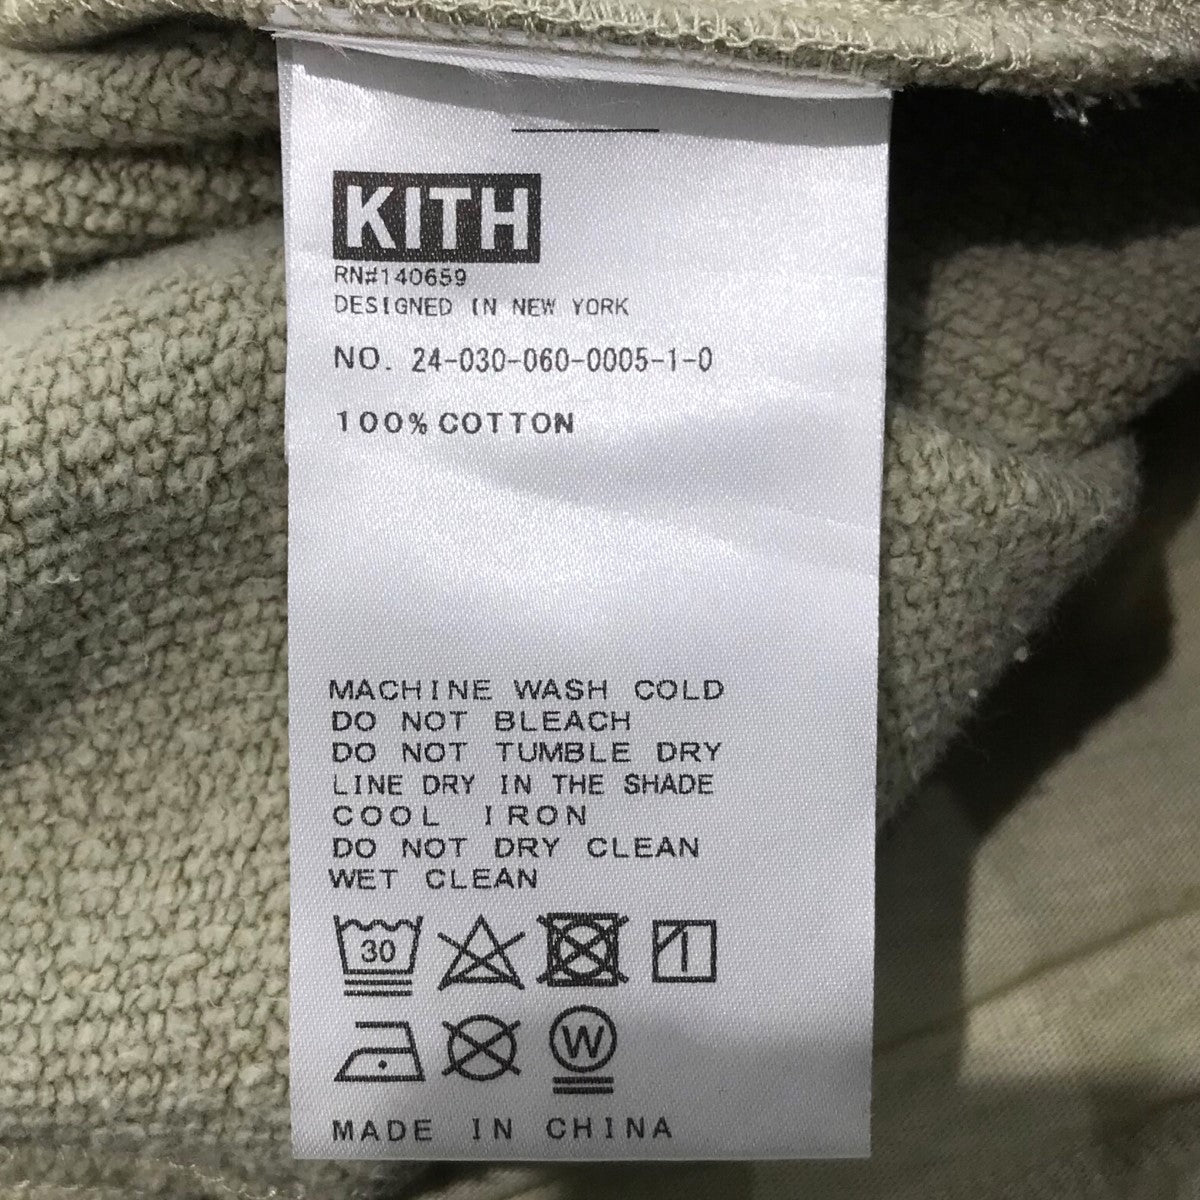 KITH
RN#140659
DESIGNED IN NEW YORK
NO. 24-030-060-0005-1-0
100% COTTON
MACHINE WASH COLD
DO NOT BLEACH
DO NOT TUMBLE DRY
LINE DRY IN THE SHADE
COOL IRON
DO NOT DRY CLEAN
WET CLEAN
30
W
MADE IN CHINA